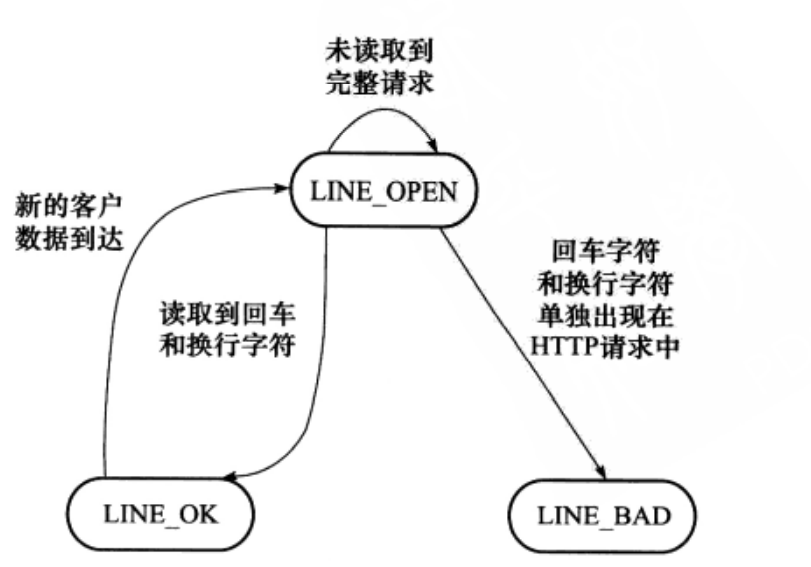 未读取到
完整请求
LINE_OPEN
新的客户
数据到达
读取到回车
和换行字符
回车字符
和换行字符
单独出现在
HTTP请求中
LINE_OK
LINE_BAD